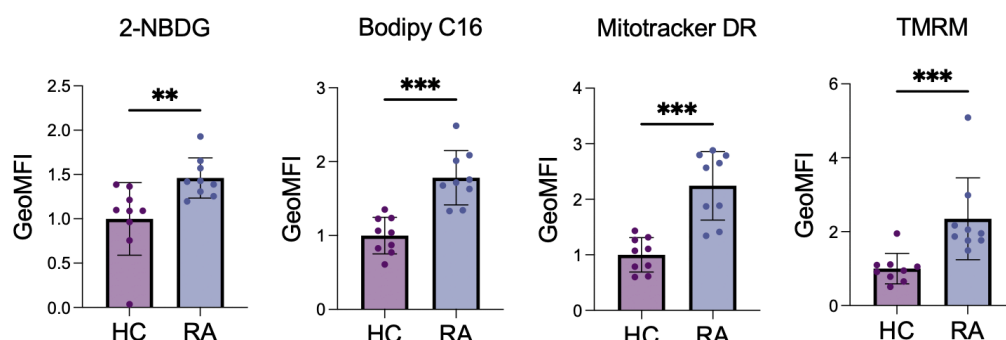 2-NBDG
GeoMFI
2.5
2.0
1.5
1.0
0.5
0.0
**
HC RA
Bodipy C16
GeoMFI
3
2
1
0
***
HC RA
Mitotracker DR
GeoMFI
4
3
2
1
0
***
HC RA
TMRM
GeoMFI
6
4
2
0
***
HC RA